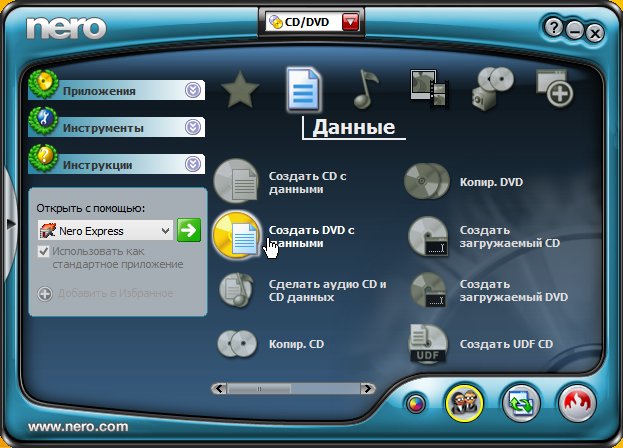 nero
CD/DVD
?
Приложения
Инструменты
Инструкции
Открыть с помощью:
Nero Express
Использовать как
стандартное приложение
Добавить в Избранное
Данные
Создать CD с
данными
Копир. DVD
Создать DVD с
данными
Создать
загружаемый CD
Сделать аудио CD и
CD данных
Создать
загружаемый DVD
Копир. CD
UDF
Создать UDF CD
www.nero.com